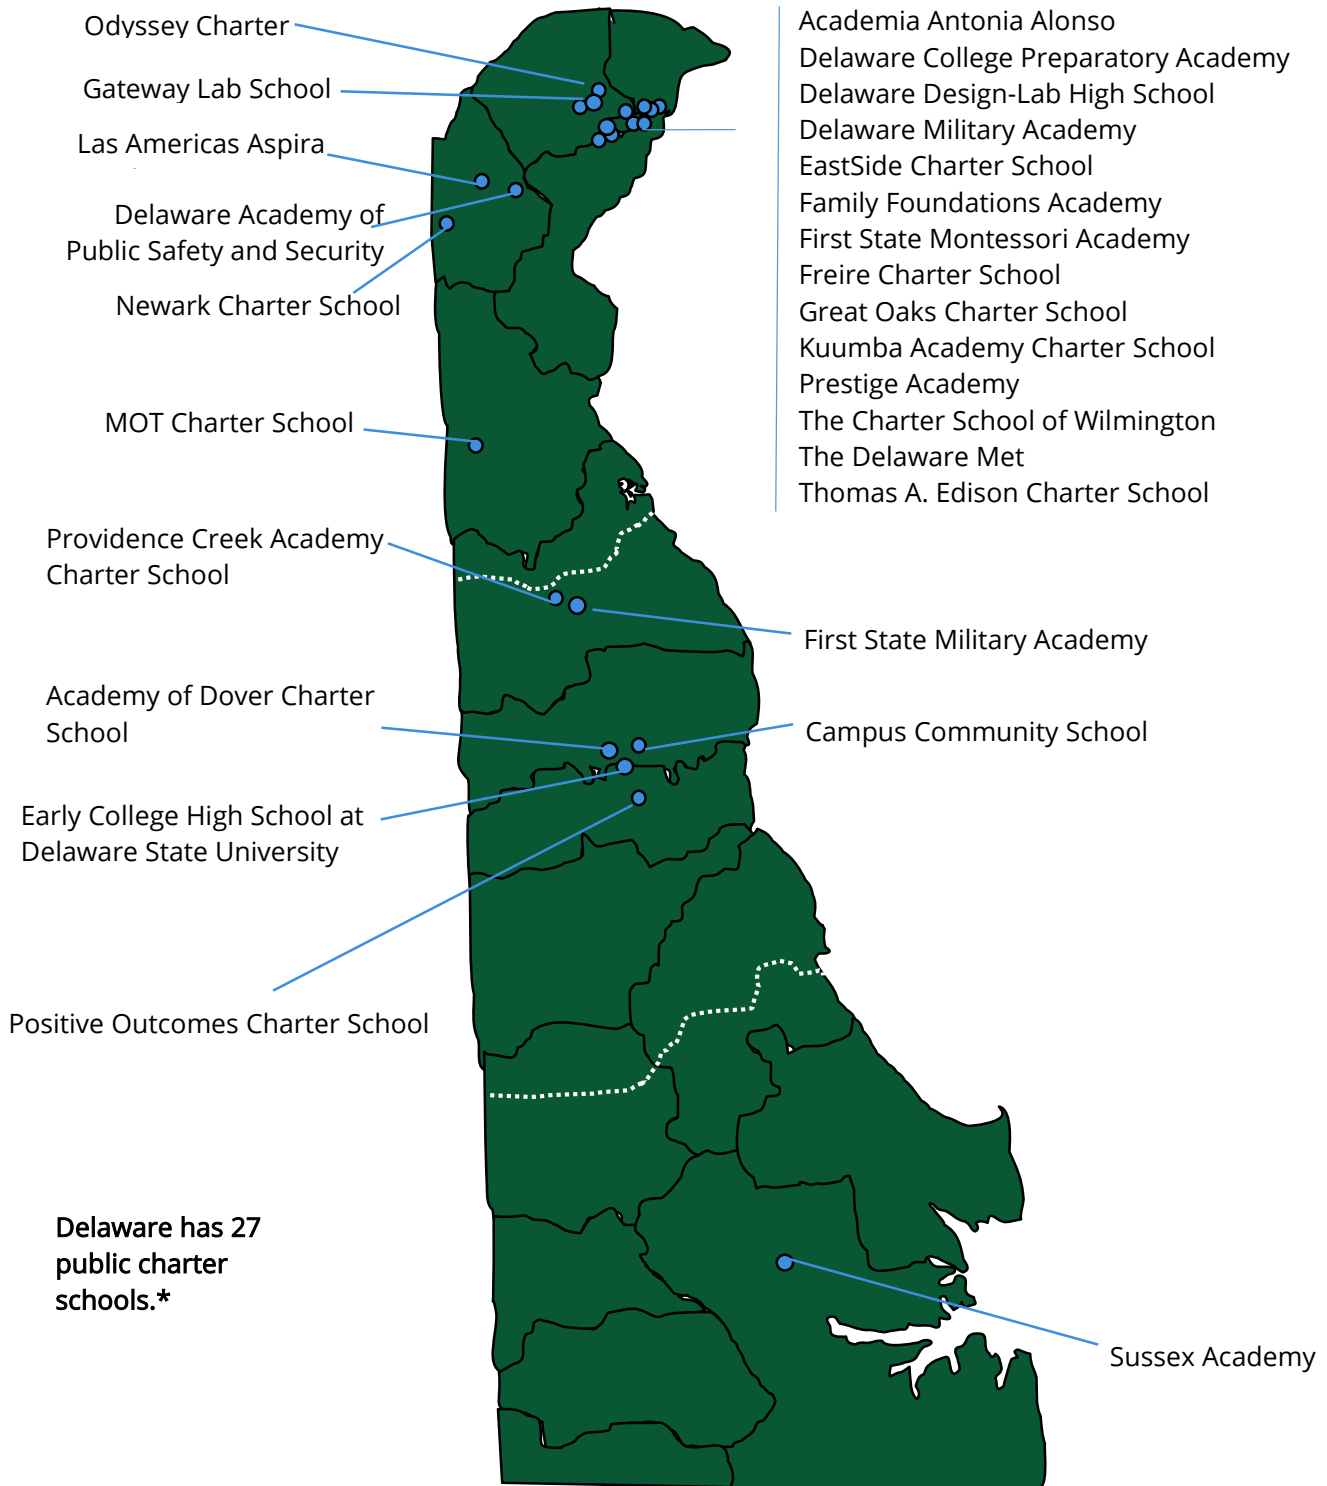 Odyssey Charter
Gateway Lab School
Las Americas Aspira
Delaware Academy of
Public Safety and Security
Newark Charter School
MOT Charter School
Providence Creek Academy
Charter School
Academy of Dover Charter
School
Early College High School at
Delaware State University
Positive Outcomes Charter School
Delaware has 27
public charter
schools.*
Academia Antonia Alonso
Delaware College Preparatory Academy
Delaware Design-Lab High School
Delaware Military Academy
EastSide Charter School
Family Foundations Academy
First State Montessori Academy
Freire Charter School
Great Oaks Charter School
Kuumba Academy Charter School
Prestige Academy
The Charter School of Wilmington
The Delaware Met
Thomas A. Edison Charter School
First State Military Academy
Campus Community School
Sussex Academy